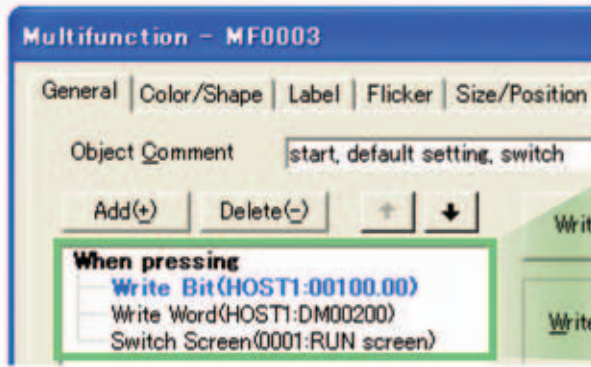 Multifunction - MF0003
General Color/Shape Label Flicker Size/Position
Object Comment start, default setting, switch
Add(+) Delete(-)
When pressing
Write Bit(HOST1:00100.00)
Write Word(HOST1:DM00200)
Write
Switch Screen(0001:RUN screen)